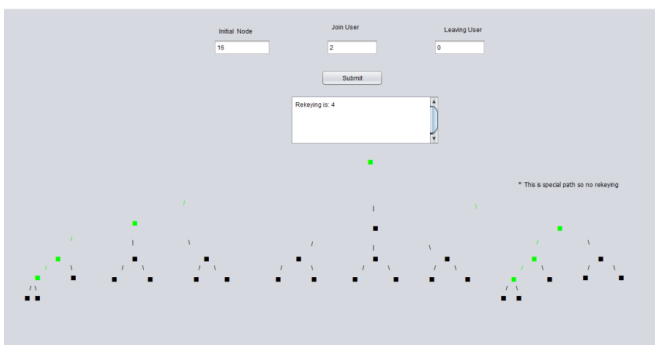 Initial Node
Join User
Leaving User
16
2
0
Submit
Rekeying is: 4
* This is special path so no rekeying